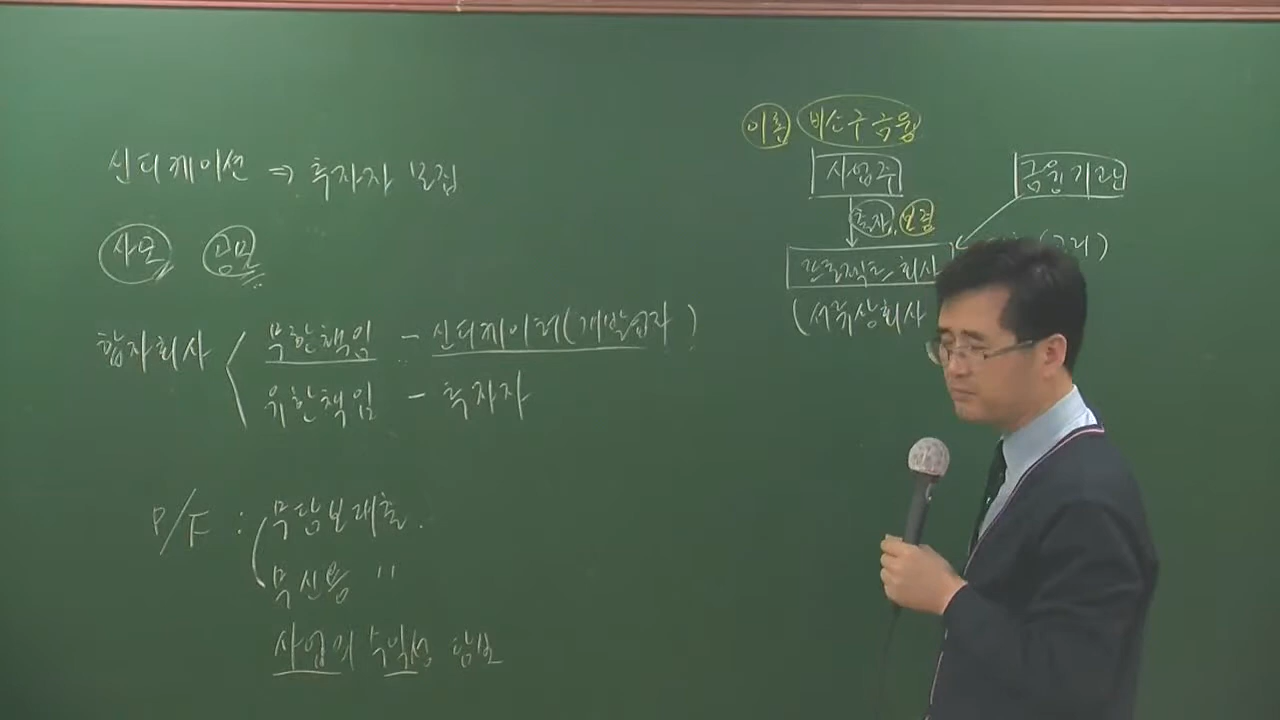 신디케이션 ⇒ 투자자 모집
사모 공모
합자회사 < 무한책임 - 신디케이터(개발업자)
유한책임 - 투자자
P/F : 무담보대출.
무신용 "
사업의 수익성 담보
이론 비소구금융
사업주 금융기관
출자, 보증
프로젝트 회사
(서류상회사